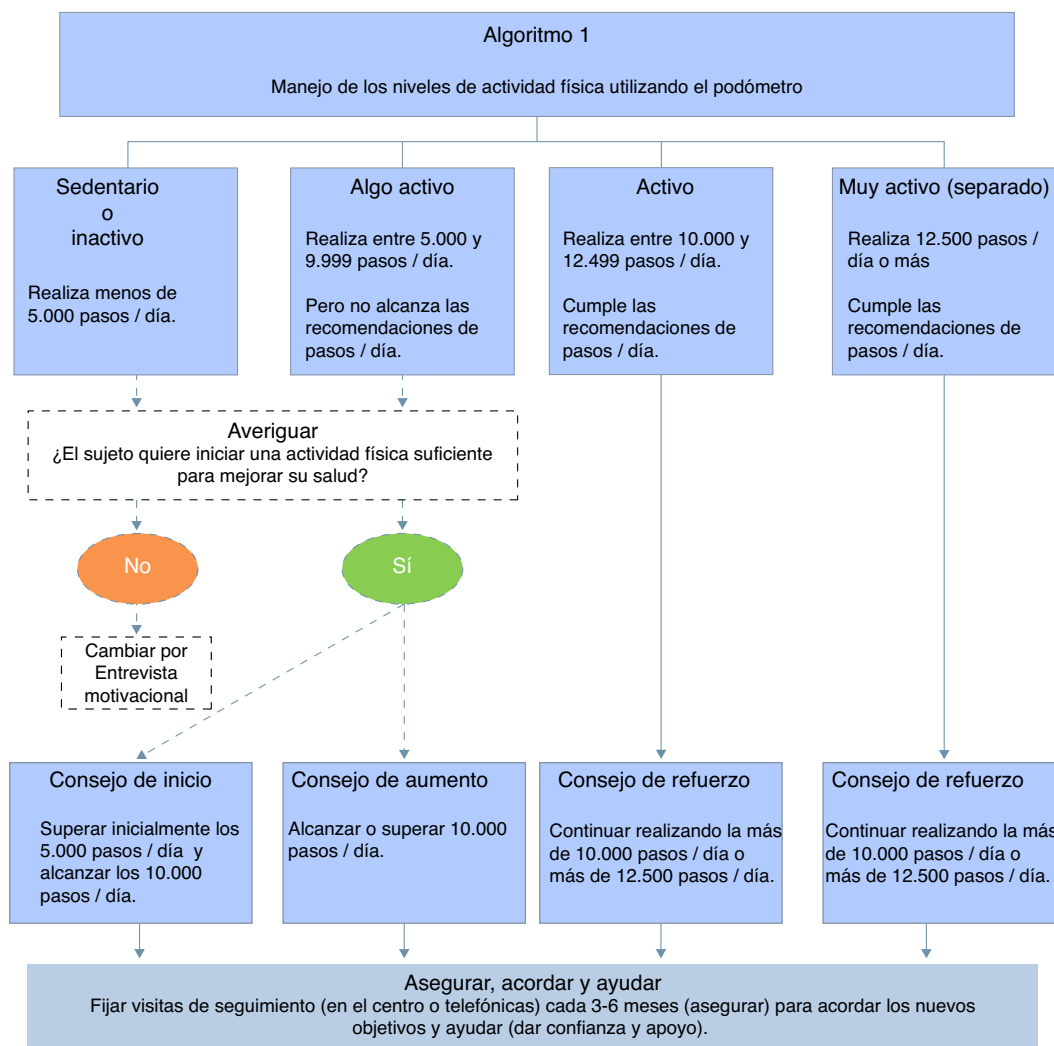 Algoritmo 1
Manejo de los niveles de actividad física utilizando el podómetro
Sedentario
o
inactivo
Realiza menos de
5.000 pasos / día.
Algo activo
Realiza entre 5.000 y
9.999 pasos / día.
Pero no alcanza las
recomendaciones de
pasos / día.
Activo
Realiza entre 10.000 y
12.499 pasos / día.
Cumple las
recomendaciones de
pasos / día.
Muy activo (separado)
Realiza 12.500 pasos /
día o más
Cumple las
recomendaciones de
pasos / día.
Averiguar
¿El sujeto quiere iniciar una actividad física suficiente
para mejorar su salud?
No
Sí
Cambiar por
Entrevista
motivacional
Consejo de inicio
Superar inicialmente los
5.000 pasos / día y
alcanzar los 10.000
pasos / día.
Consejo de aumento
Alcanzar o superar 10.000
pasos / día.
Consejo de refuerzo
Continuar realizando la más
de 10.000 pasos / día o
más de 12.500 pasos / día.
Consejo de refuerzo
Continuar realizando la más
de 10.000 pasos / día o
más de 12.500 pasos / día.
Asegurar, acordar y ayudar
Fijar visitas de seguimiento (en el centro o telefónicas) cada 3-6 meses (asegurar) para acordar los nuevos
objetivos y ayudar (dar confianza y apoyo).